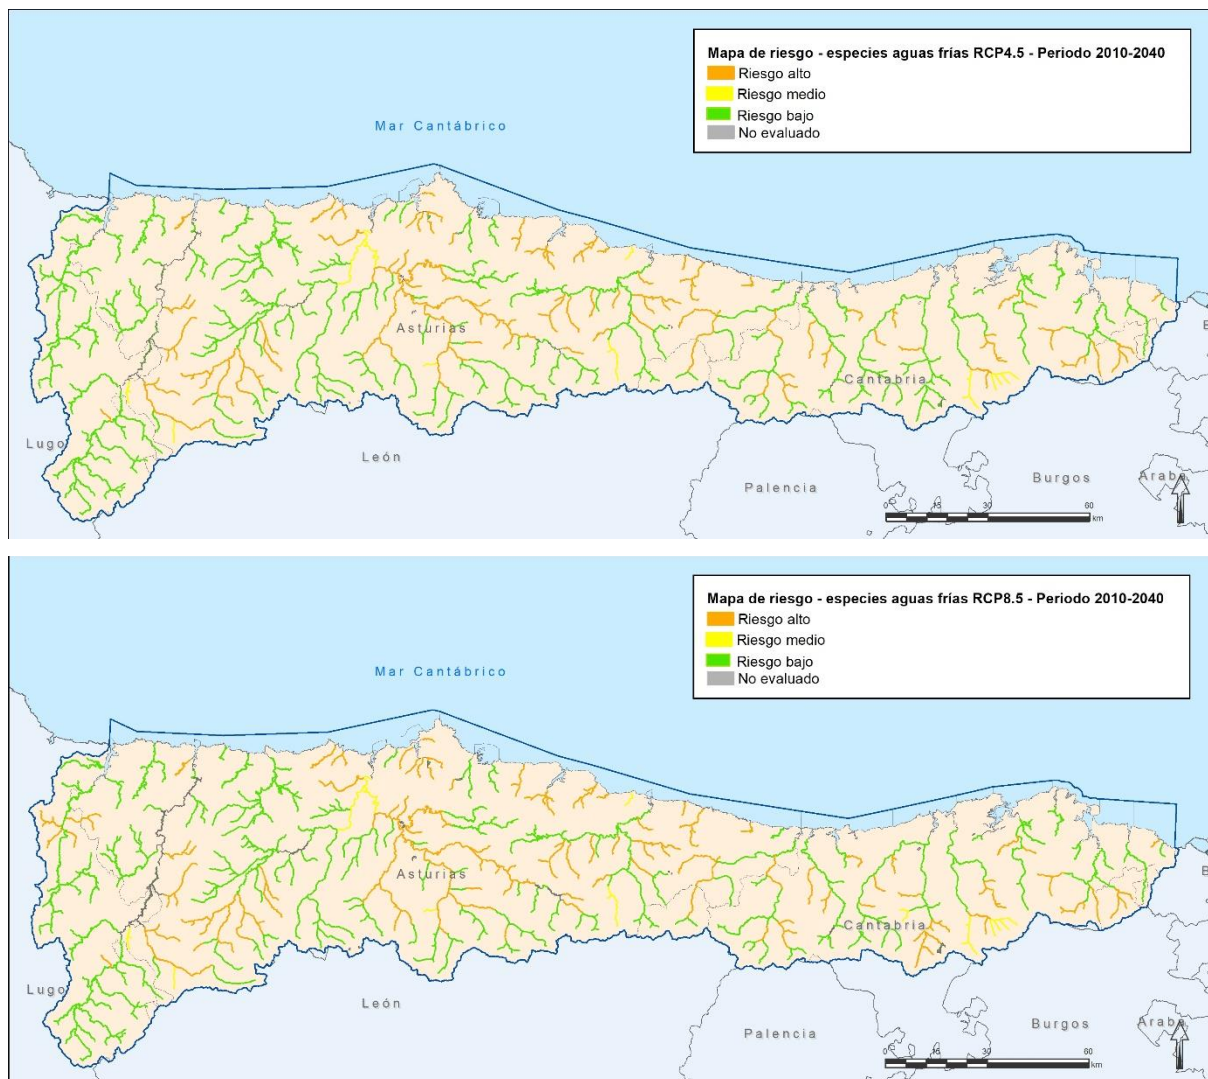 Mapa de riesgo - especies aguas frías RCP4.5 - Periodo 2010-2040
Riesgo alto
Riesgo medio
Riesgo bajo
No evaluado
Mar Cantábrico
Asturias
Cantabria
Lugo
León
Palencia
Burgos
Araba
0 15 30 60
km
B
Mapa de riesgo - especies aguas frías RCP8.5 - Periodo 2010-2040
Riesgo alto
Riesgo medio
Riesgo bajo
No evaluado
Mar Cantábrico
Asturias
Cantabria
Lugo
León
Palencia
Burgos
Araba
0 15 30 60
km
B